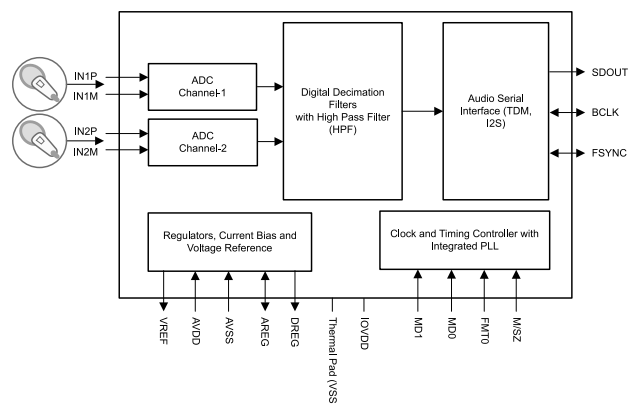 IN1P
IN1M
IN2P
IN2M
ADC
Channel-1
ADC
Channel-2
Digital Decimation
Filters
with High Pass Filter
(HPF)
Audio Serial
Interface (TDM,
I2S)
SDOUT
BCLK
FSYNC
Regulators, Current Bias and
Voltage Reference
Clock and Timing Controller with
Integrated PLL
VREF
AVDD
AVSS
AREG
DREG
Thermal Pad (VSS
IOVDD
MD1
MD0
FMT0
M/SZ